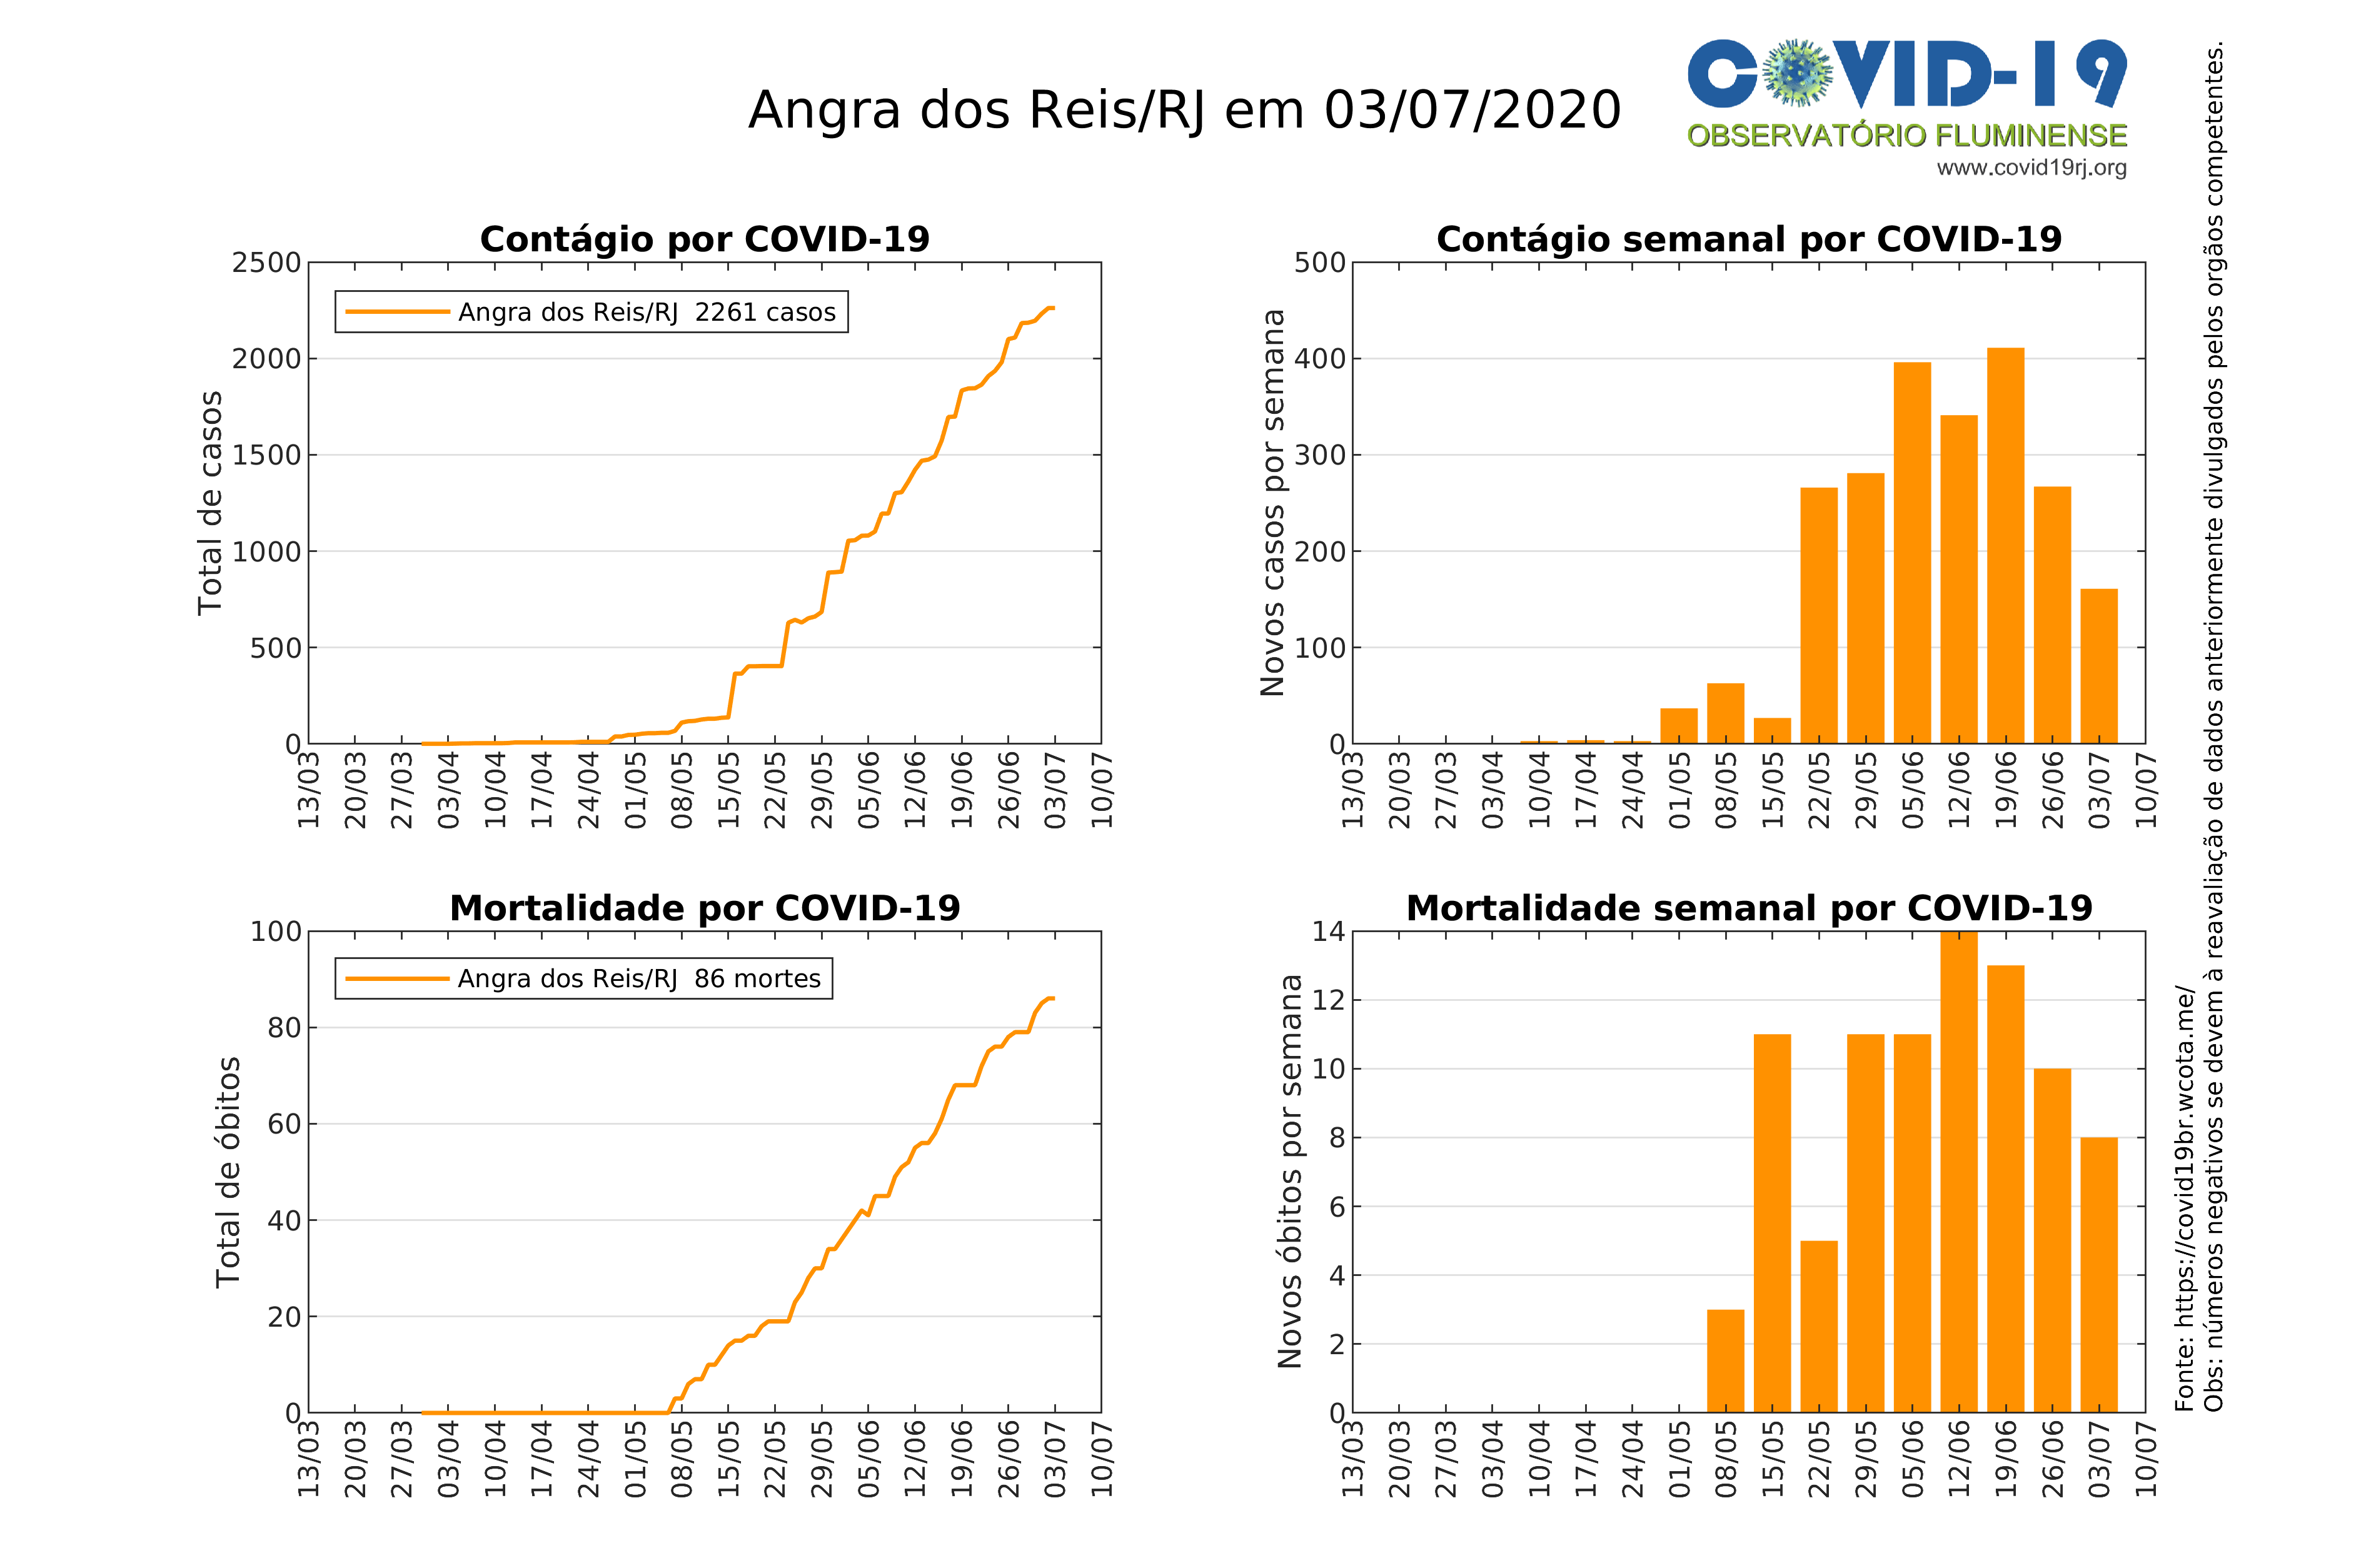 Angra dos Reis/RJ em 03/07/2020
COVID-19
OBSERVATÓRIO FLUMINENSE
www.covid19rj.org
Contágio por COVID-19
Total de casos
2500
2000
1500
1000
500
0
Angra dos Reis/RJ 2261 casos
13/03 20/03 27/03 03/04 10/04 17/04 24/04 01/05 08/05 15/05 22/05 29/05 05/06 12/06 19/06 26/06 03/07 10/07
Contágio semanal por COVID-19
Novos casos por semana
500
400
300
200
100
0
13/03 20/03 27/03 03/04 10/04 17/04 24/04 01/05 08/05 15/05 22/05 29/05 05/06 12/06 19/06 26/06 03/07 10/07
Mortalidade por COVID-19
Total de óbitos
100
80
60
40
20
0
Angra dos Reis/RJ 86 mortes
13/03 20/03 27/03 03/04 10/04 17/04 24/04 01/05 08/05 15/05 22/05 29/05 05/06 12/06 19/06 26/06 03/07 10/07
Mortalidade semanal por COVID-19
Novos óbitos por semana
14
12
10
8
6
4
2
0
13/03 20/03 27/03 03/04 10/04 17/04 24/04 01/05 08/05 15/05 22/05 29/05 05/06 12/06 19/06 26/06 03/07 10/07
Fonte: https://covid19br.wcota.me/
Obs: números negativos se devem à reavaliação de dados anteriormente divulgados pelos orgãos competentes.